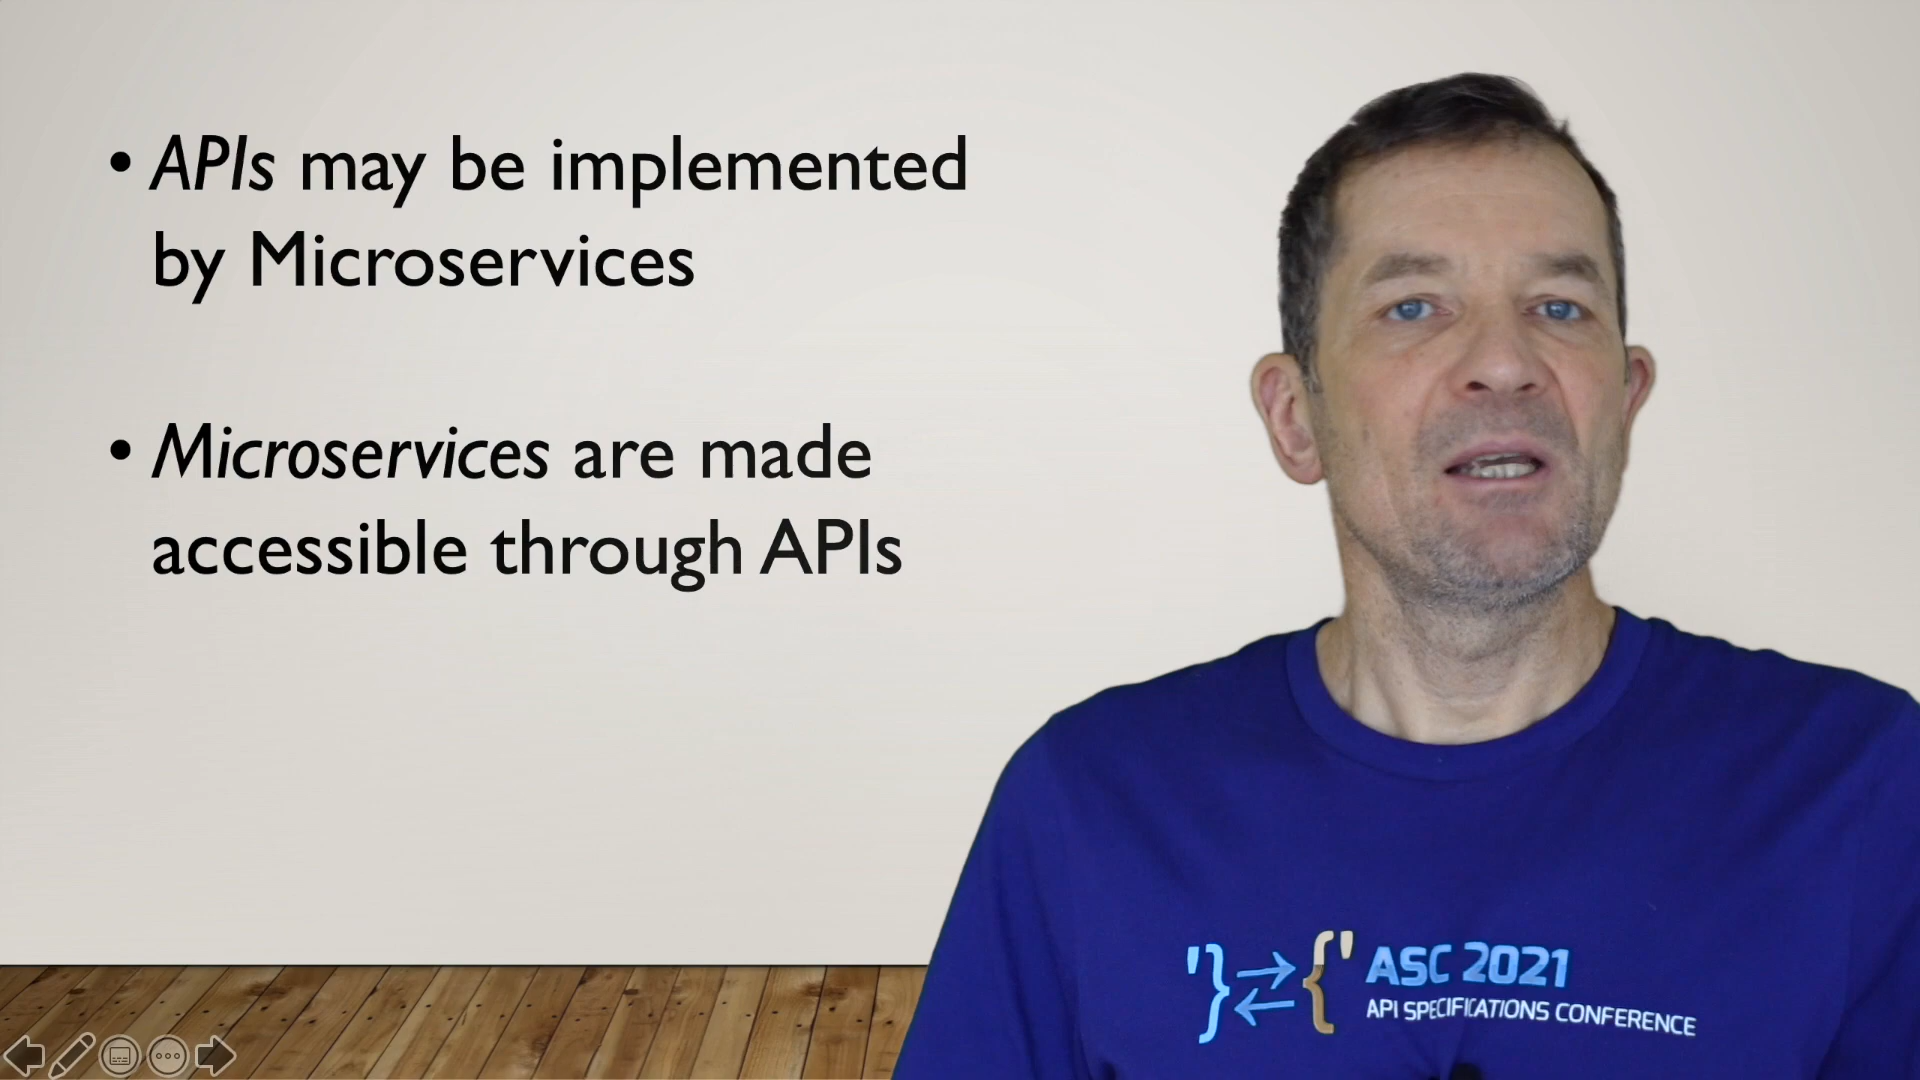 • APIs may be implemented
by Microservices
• Microservices are made
accessible through APIs
'}⇄{' ASC 2021
API SPECIFICATIONS CONFERENCE